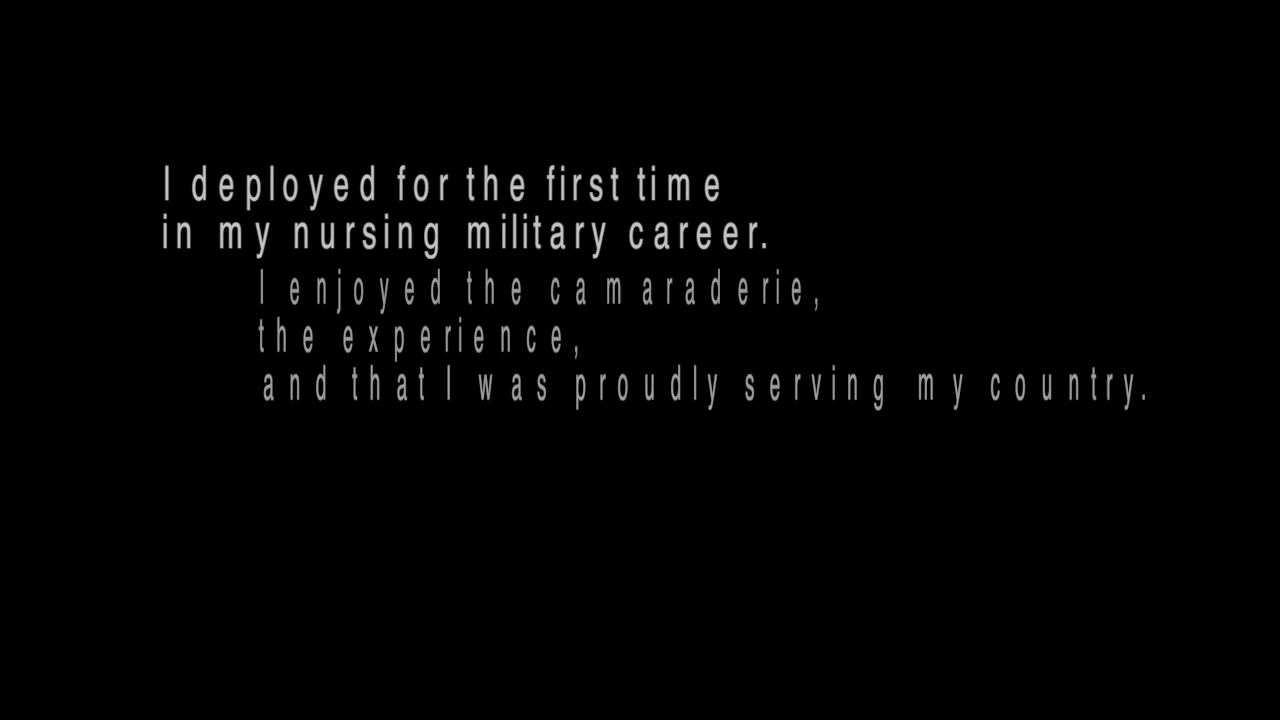 I deployed for the first time
in my nursing military career.
I enjoyed the camaraderie,
the experience,
and that I was proudly serving my country.